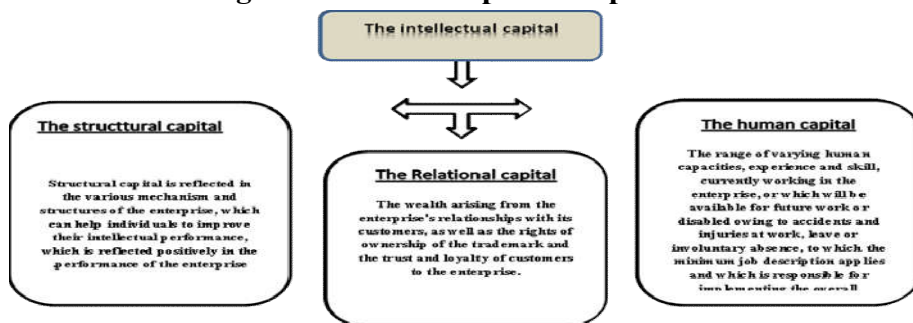 The intellectual capital
The structtural capital
Structural capital is reflected in
the various mechanism and
structures of the enterprise, which
can help individuals to improve
their intellectual performance,
which is reflected positively in the
performance of the enterprise
The Relational capital
The wealth arising from the
enterprise's relationships with its
customers, as well as the rights of
ownership of the trademark and
the trust and loyalty of customers
to the enterprise.
The human capital
The range of varying human
capacities, experience and skill,
currently working in the
enterprise, or which will be
available for future work or
disabled owing to accidents and
injuries at work, leave or
involuntary absence, to which the
minimum job description applies
and which is responsible for
implementing the overall